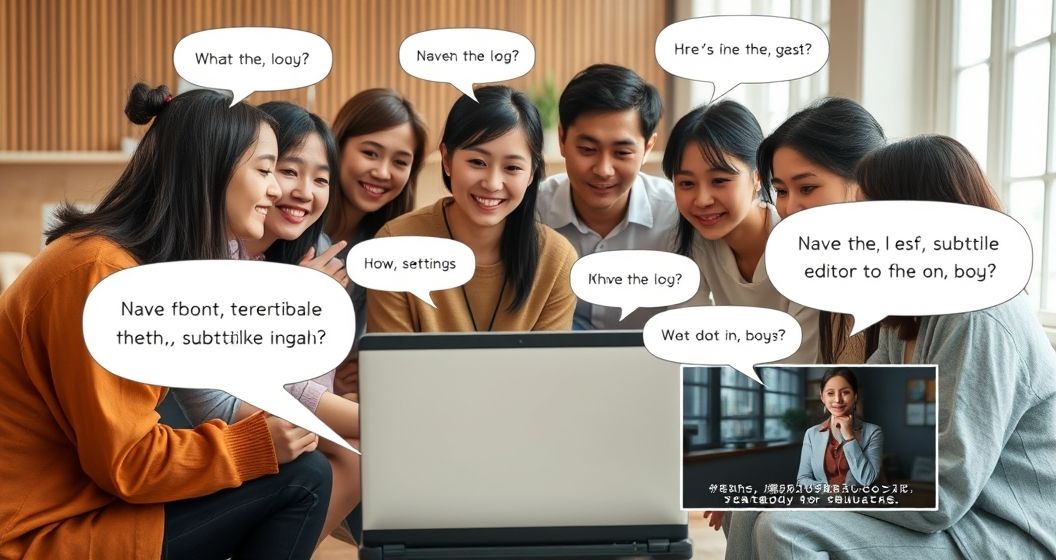 What the, looy?
Naven the log?
Hre's ine the, gast?
How, settings
Khve the loy?
Nave the, I esf, subttile
editor to fhe on, boy?
Nave fbont, terertibale
theth,, subttilke ingah?
Wet dot in, boys?